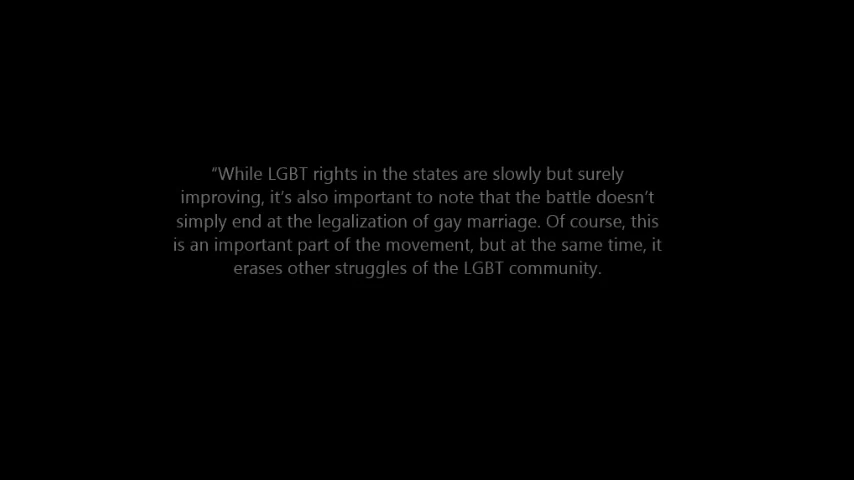 “While LGBT rights in the states are slowly but surely
improving, it’s also important to note that the battle doesn’t
simply end at the legalization of gay marriage. Of course, this
is an important part of the movement, but at the same time, it
erases other struggles of the LGBT community.